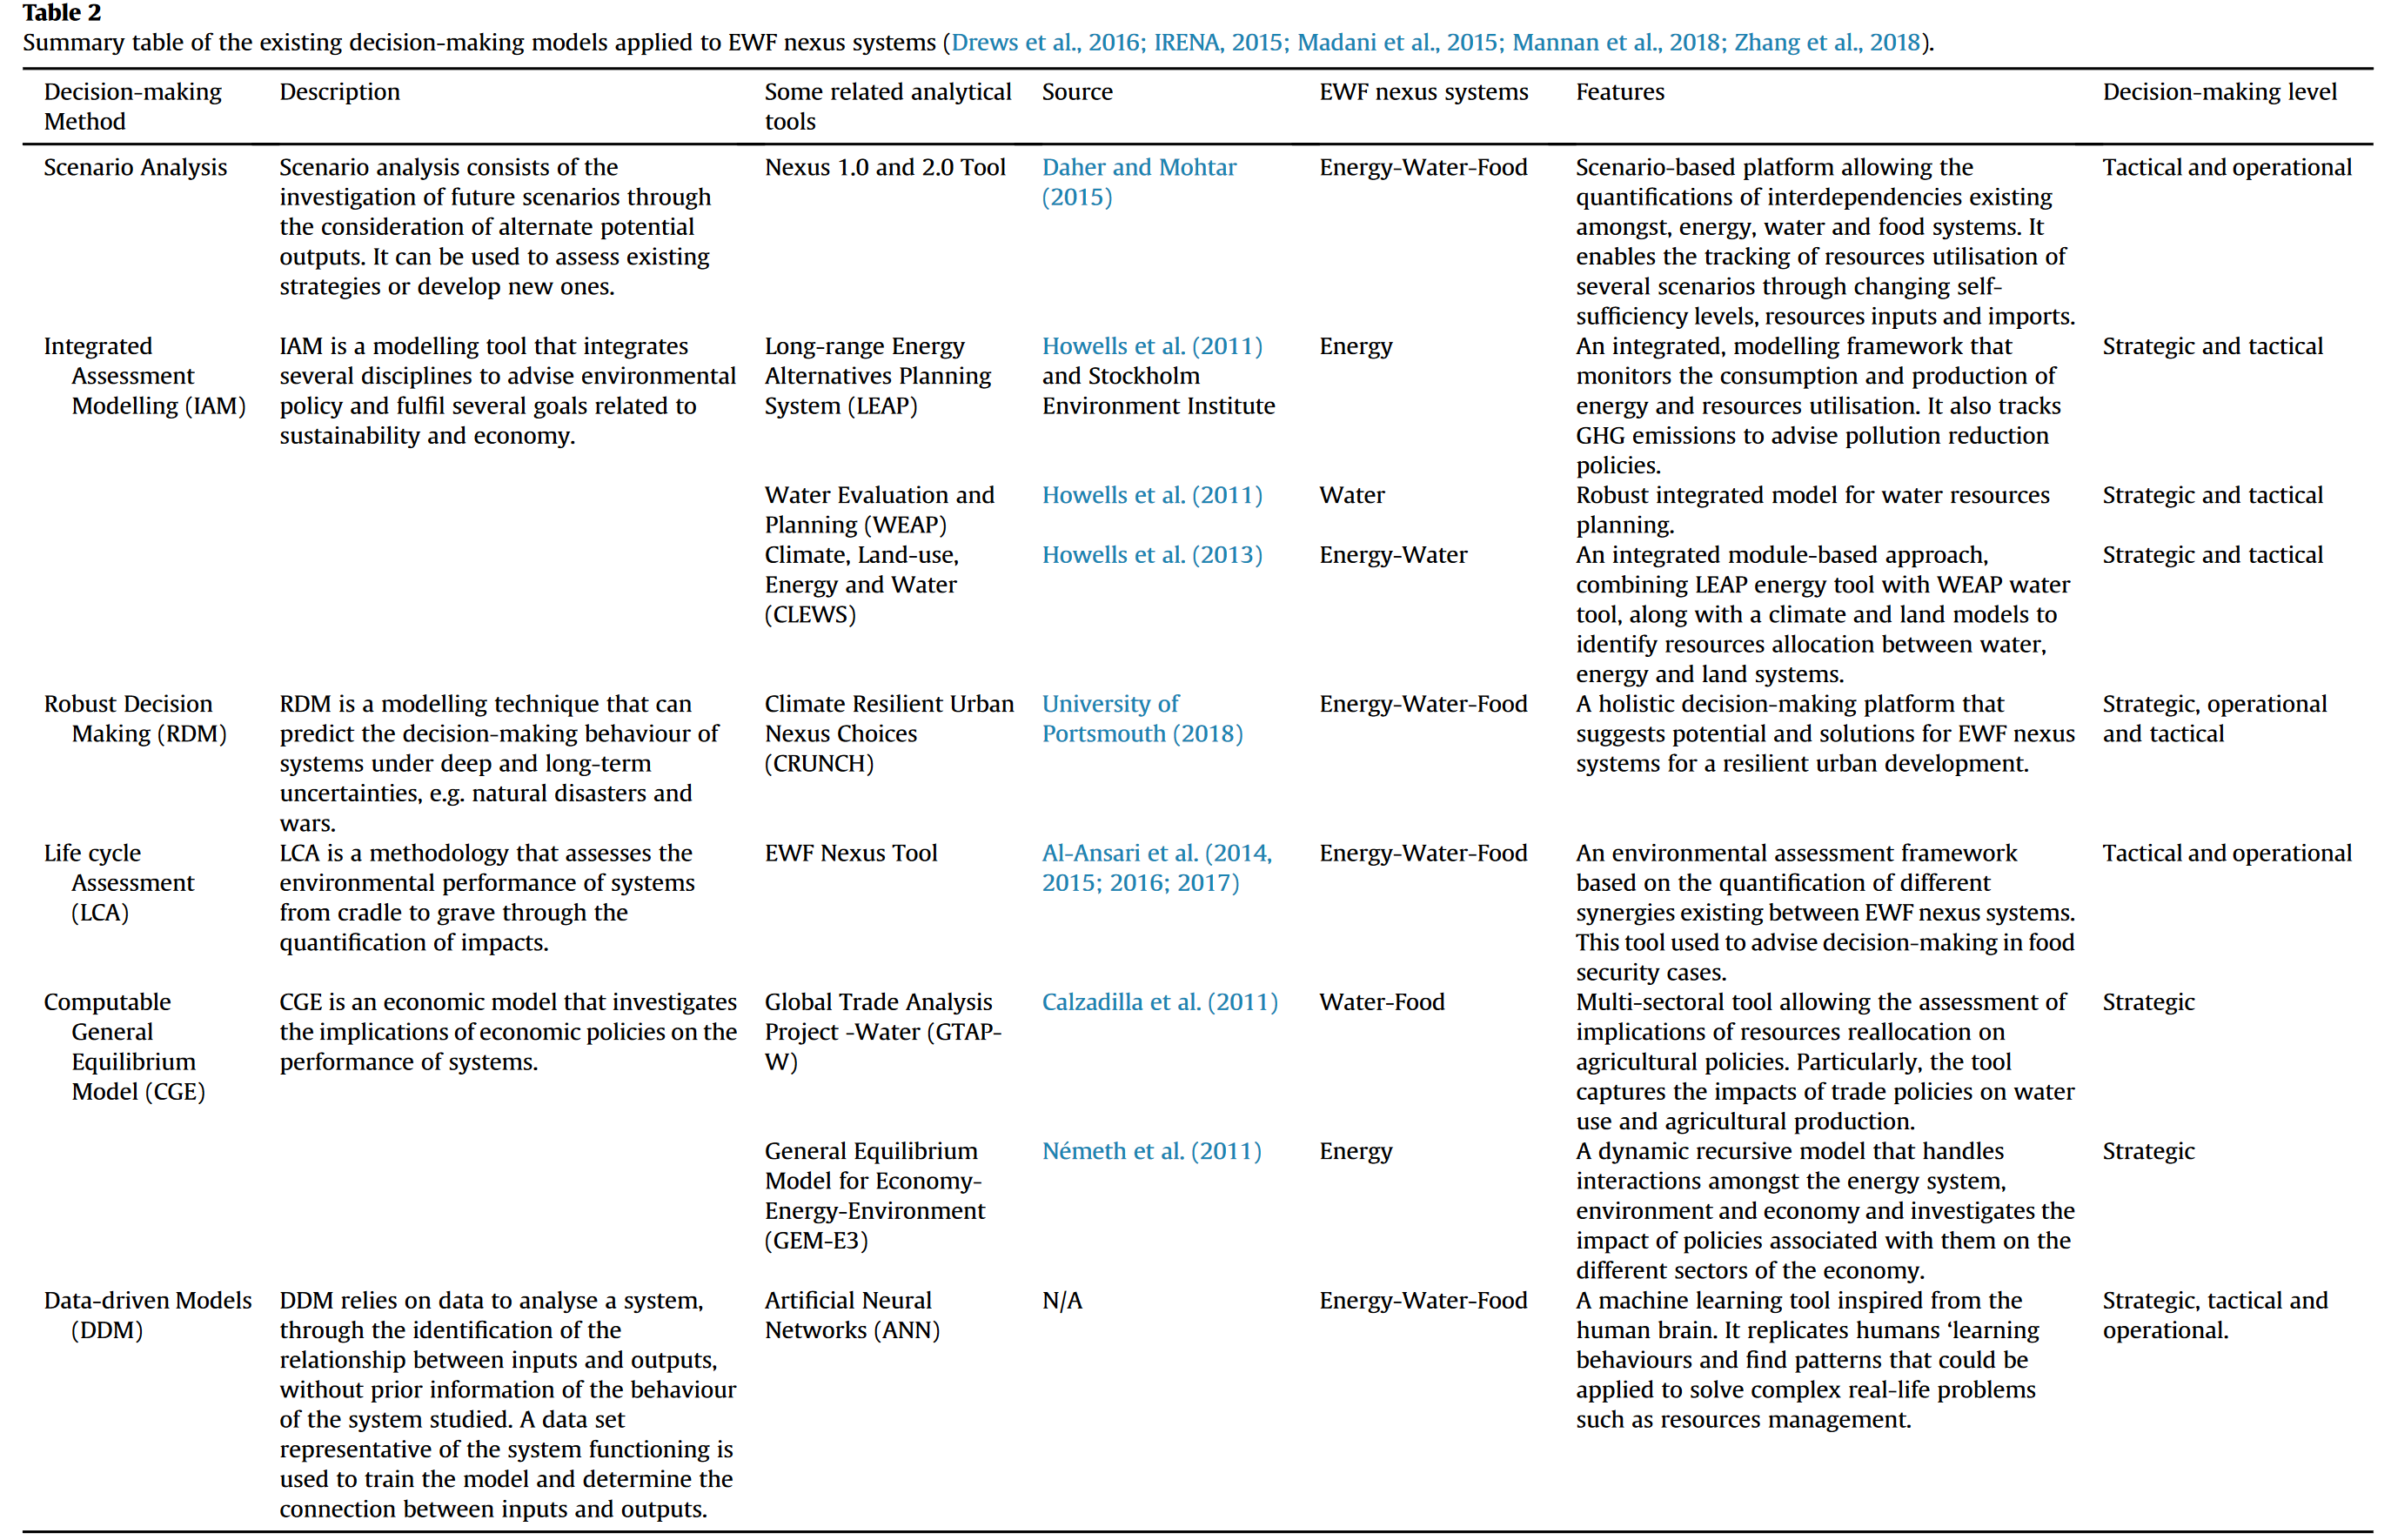 Table 2
Summary table of the existing decision-making models applied to EWF nexus systems (Drews et al., 2016; IRENA, 2015; Madani et al., 2015; Mannan et al., 2018; Zhang et al., 2018).
Decision-making Method | Description | Some related analytical tools | Source | EWF nexus systems | Features | Decision-making level
Scenario Analysis
Scenario analysis consists of the
investigation of future scenarios through
the consideration of alternate potential
outputs. It can be used to assess existing
strategies or develop new ones.
Nexus 1.0 and 2.0 Tool
Daher and Mohtar
(2015)
Energy-Water-Food
Scenario-based platform allowing the
quantifications of interdependencies existing
amongst, energy, water and food systems. It
enables the tracking of resources utilisation of
several scenarios through changing self-
sufficiency levels, resources inputs and imports.
Tactical and operational
Integrated
Assessment
Modelling (IAM)
IAM is a modelling tool that integrates
several disciplines to advise environmental
policy and fulfil several goals related to
sustainability and economy.
Long-range Energy
Alternatives Planning
System (LEAP)
Howells et al. (2011)
and Stockholm
Environment Institute
Energy
An integrated, modelling framework that
monitors the consumption and production of
energy and resources utilisation. It also tracks
GHG emissions to advise pollution reduction
policies.
Strategic and tactical
Water Evaluation and
Planning (WEAP)
Howells et al. (2011)
Water
Robust integrated model for water resources
planning.
Strategic and tactical
Climate, Land-use,
Energy and Water
(CLEWS)
Howells et al. (2013)
Energy-Water
An integrated module-based approach,
combining LEAP energy tool with WEAP water
tool, along with a climate and land models to
identify resources allocation between water,
energy and land systems.
Strategic and tactical
Robust Decision
Making (RDM)
RDM is a modelling technique that can
predict the decision-making behaviour of
systems under deep and long-term
uncertainties, e.g. natural disasters and
wars.
Climate Resilient Urban
Nexus Choices
(CRUNCH)
University of
Portsmouth (2018)
Energy-Water-Food
A holistic decision-making platform that
suggests potential and solutions for EWF nexus
systems for a resilient urban development.
Strategic, operational
and tactical
Life cycle
Assessment
(LCA)
LCA is a methodology that assesses the
environmental performance of systems
from cradle to grave through the
quantification of impacts.
EWF Nexus Tool
Al-Ansari et al. (2014,
2015; 2016; 2017)
Energy-Water-Food
An environmental assessment framework
based on the quantification of different
synergies existing between EWF nexus systems.
This tool used to advise decision-making in food
security cases.
Tactical and operational
Computable
General
Equilibrium
Model (CGE)
CGE is an economic model that investigates
the implications of economic policies on the
performance of systems.
Global Trade Analysis
Project -Water (GTAP-
W)
Calzadilla et al. (2011)
Water-Food
Multi-sectoral tool allowing the assessment of
implications of resources reallocation on
agricultural policies. Particularly, the tool
captures the impacts of trade policies on water
use and agricultural production.
Strategic
General Equilibrium
Model for Economy-
Energy-Environment
(GEM-E3)
Németh et al. (2011)
Energy
A dynamic recursive model that handles
interactions amongst the energy system,
environment and economy and investigates the
impact of policies associated with them on the
different sectors of the economy.
Strategic
Data-driven Models
(DDM)
DDM relies on data to analyse a system,
through the identification of the
relationship between inputs and outputs,
without prior information of the behaviour
of the system studied. A data set
representative of the system functioning is
used to train the model and determine the
connection between inputs and outputs.
Artificial Neural
Networks (ANN)
N/A
Energy-Water-Food
A machine learning tool inspired from the
human brain. It replicates humans ‘learning
behaviours and find patterns that could be
applied to solve complex real-life problems
such as resources management.
Strategic, tactical and
operational.